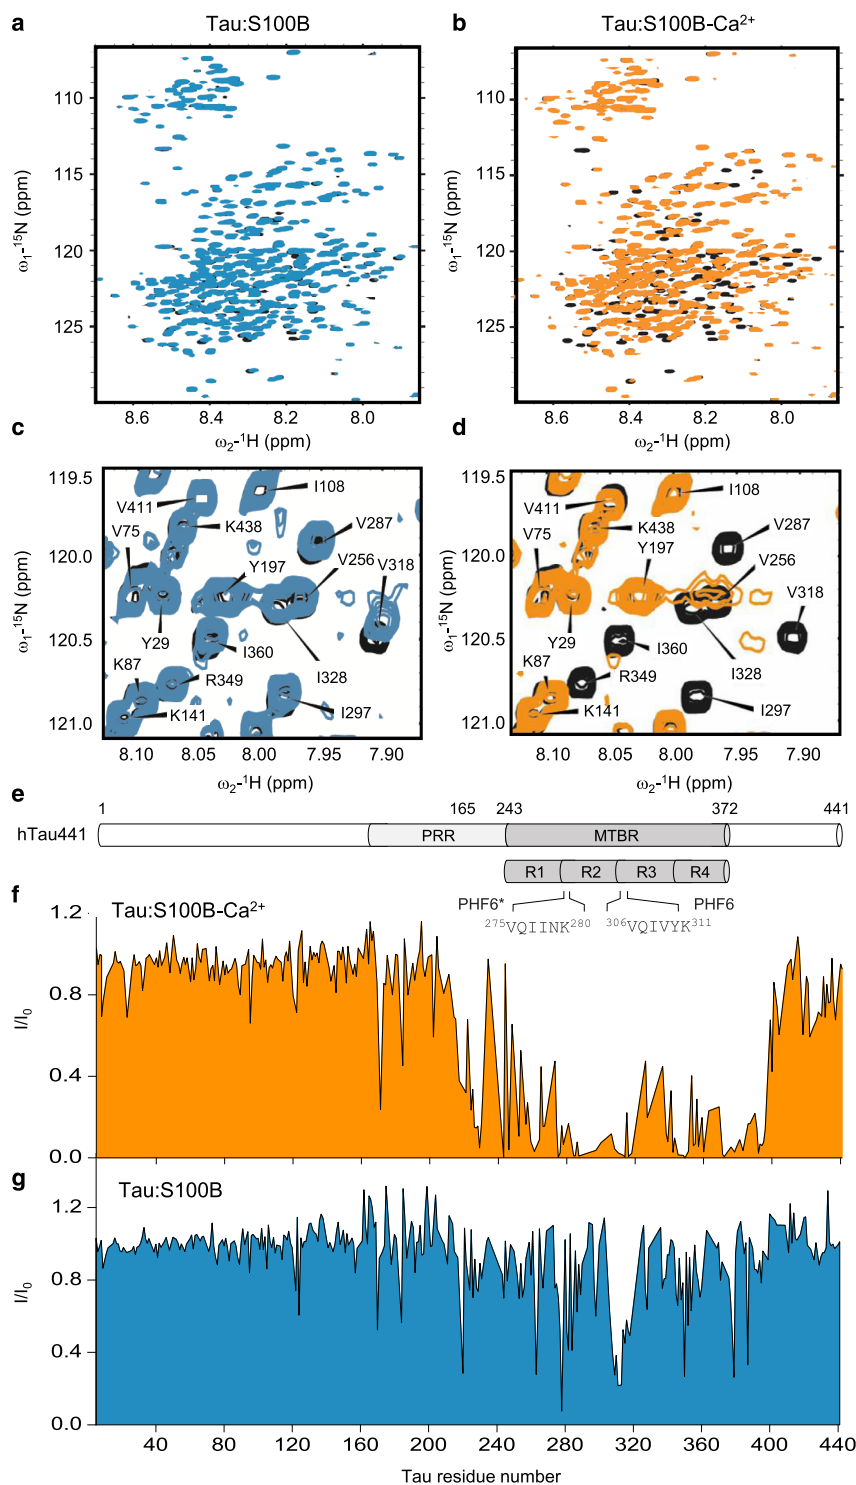 a Tau:S100B
ω₁-¹⁵N (ppm)
110
115
120
125
8.6 8.4 8.2 8.0
ω₂-¹H (ppm)
b Tau:S100B-Ca²⁺
ω₁-¹⁵N (ppm)
110
115
120
125
8.6 8.4 8.2 8.0
ω₂-¹H (ppm)
c
ω₁-¹⁵N (ppm)
119.5
120.0
120.5
121.0
V411
I108
K438
V75
V287
Y197
V256
V318
Y29
I360
I328
K87
R349
K141
I297
8.10 8.05 8.00 7.95 7.90
ω₂-¹H (ppm)
d
ω₁-¹⁵N (ppm)
119.5
120.0
120.5
121.0
V411
I108
K438
V75
V287
Y197
V256
V318
Y29
I360
I328
K87
R349
K141
I297
8.10 8.05 8.00 7.95 7.90
ω₂-¹H (ppm)
e
1 165 243 372 441
hTau441 PRR MTBR
R1 R2 R3 R4
PHF6* PHF6
²⁷⁵VQIINK²⁸⁰ ³⁰⁶VQIVYK³¹¹
f
Tau:S100B-Ca²⁺
I/I₀
1.2
0.8
0.4
0.0
g
Tau:S100B
I/I₀
1.2
0.8
0.4
0.0
40 80 120 160 200 240 280 320 360 400 440
Tau residue number